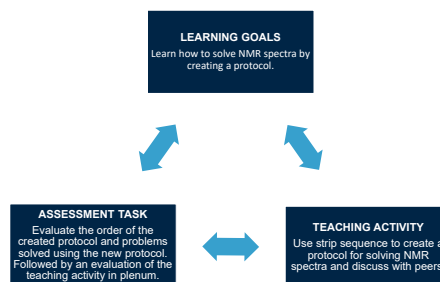 LEARNING GOALS
Learn how to solve NMR spectra by
creating a protocol.
ASSESSMENT TASK
Evaluate the order of the
created protocol and problems
solved using the new protocol.
Followed by an evaluation of the
teaching activity in plenum.
TEACHING ACTIVITY
Use strip sequence to create a
protocol for solving NMR
spectra and discuss with peers